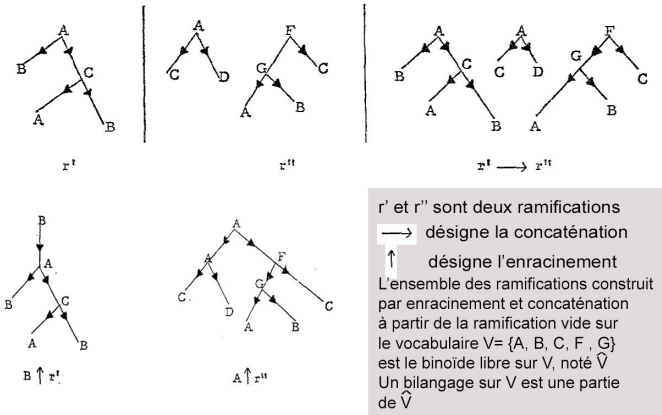 A
B
C
A
B
r'
A
C
D
F
G
C
A
B
r"
A
B
C
A
B
A
C
D
F
G
C
B
A
r' → r"
B
A
B
C
A
B
B ↑ r'
A
A
F
C
D
G
C
A
B
A ↑ r"
r' et r'' sont deux ramifications
→ désigne la concaténation
↑ désigne l'enracinement
L'ensemble des ramifications construit
par enracinement et concaténation
à partir de la ramification vide sur
le vocabulaire V= {A, B, C, F , G}
est le binoïde libre sur V, noté V̂
Un bilangage sur V est une partie
de V̂